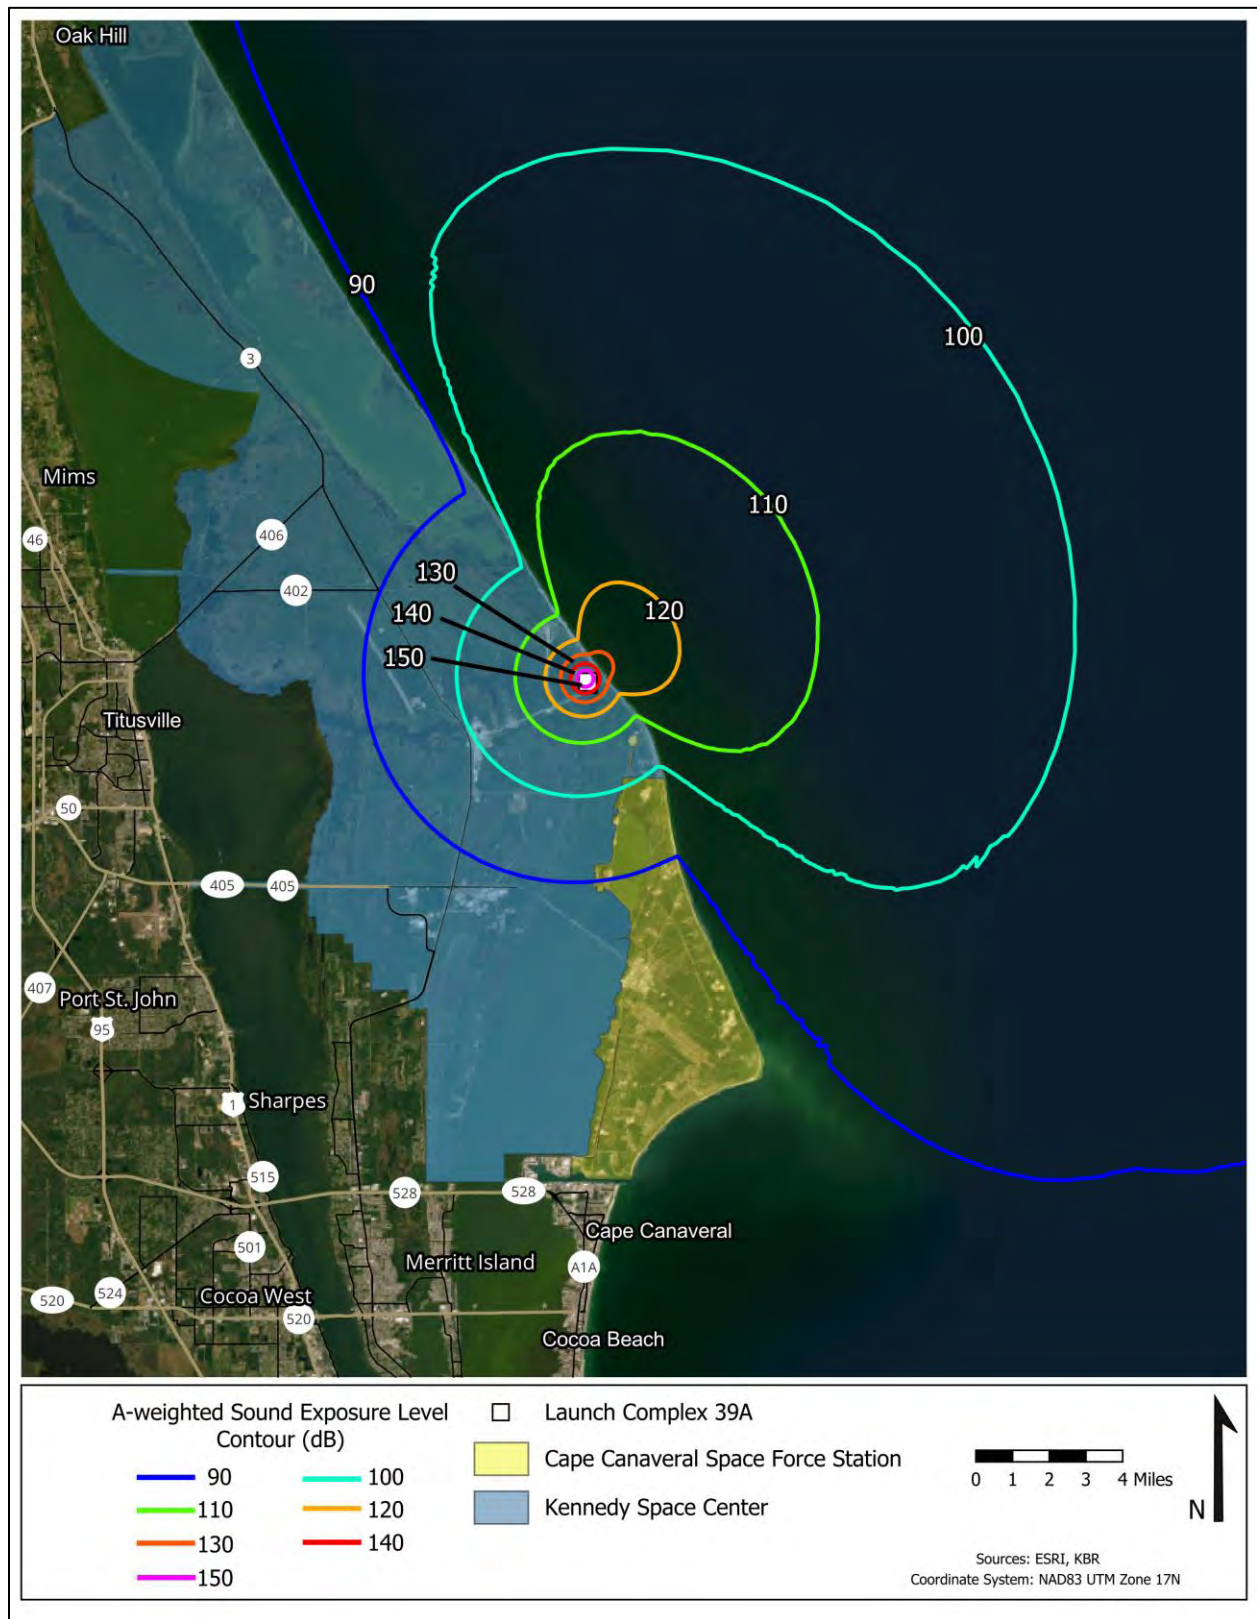 Oak Hill
90
100
3
Mims
110
46
406
130
402
120
140
150
Titusville
50
405
405
407
Port St. John
95
1
Sharpes
515
528
528
Cape Canaveral
501
Merritt Island
A1A
524
Cocoa West
520
520
Cocoa Beach
A-weighted Sound Exposure Level
Contour (dB)
90
100
110
120
130
140
150
Launch Complex 39A
Cape Canaveral Space Force Station
Kennedy Space Center
0 1 2 3 4 Miles
N
Sources: ESRI, KBR
Coordinate System: NAD83 UTM Zone 17N